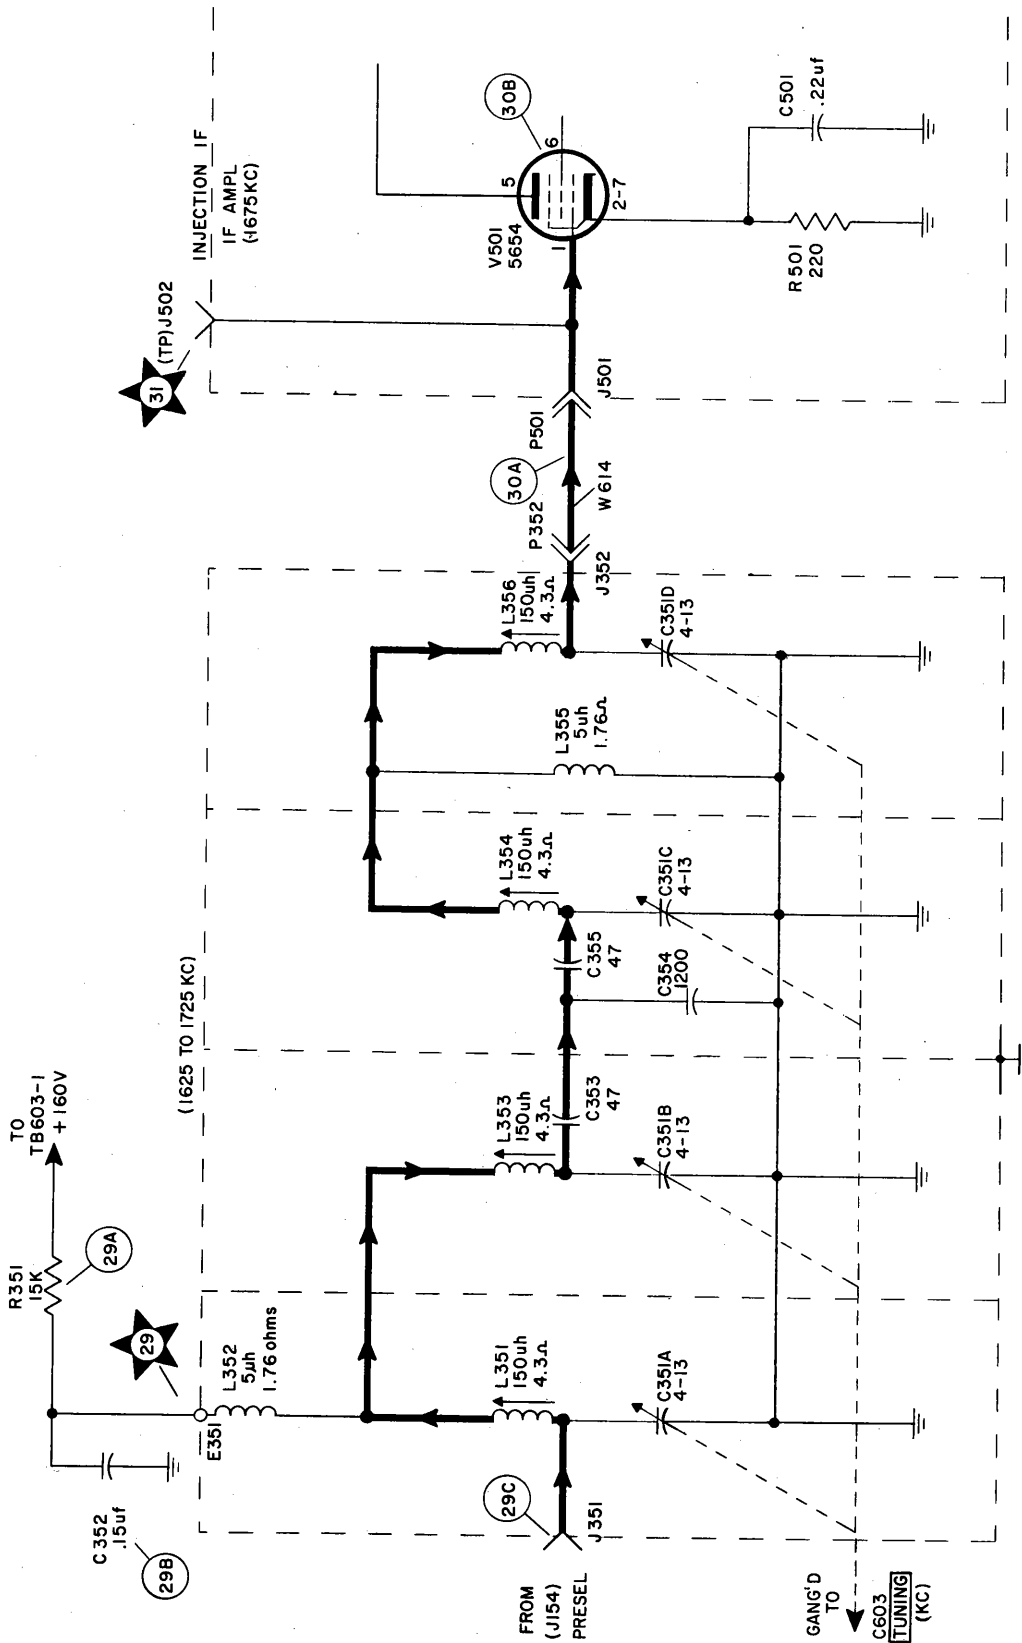 TO
TB603-1
+160V
R351
15K
29A
C352
.15uf
29B
29
E351
L352
5µh
1.76 ohms
(1625 TO 1725 KC)
31
(TP)J502
INJECTION IF
IF AMPL
(1675KC)
FROM
(J154)
PRESEL
29C
J351
L351
150uh
4.3Ω
C351A
4-13
L353
150uh
4.3Ω
C351B
4-13
C353
47
C355
47
C354
1200
L354
150uh
4.3Ω
C351C
4-13
L355
5uh
1.76Ω
L356
150uh
4.3Ω
C351D
4-13
J352
P352
30A
W614
P501
J501
V501
5654
1
5
6
2-7
30B
R501
220
C501
.22uf
GANG'D
TO
C603
TUNING
(KC)